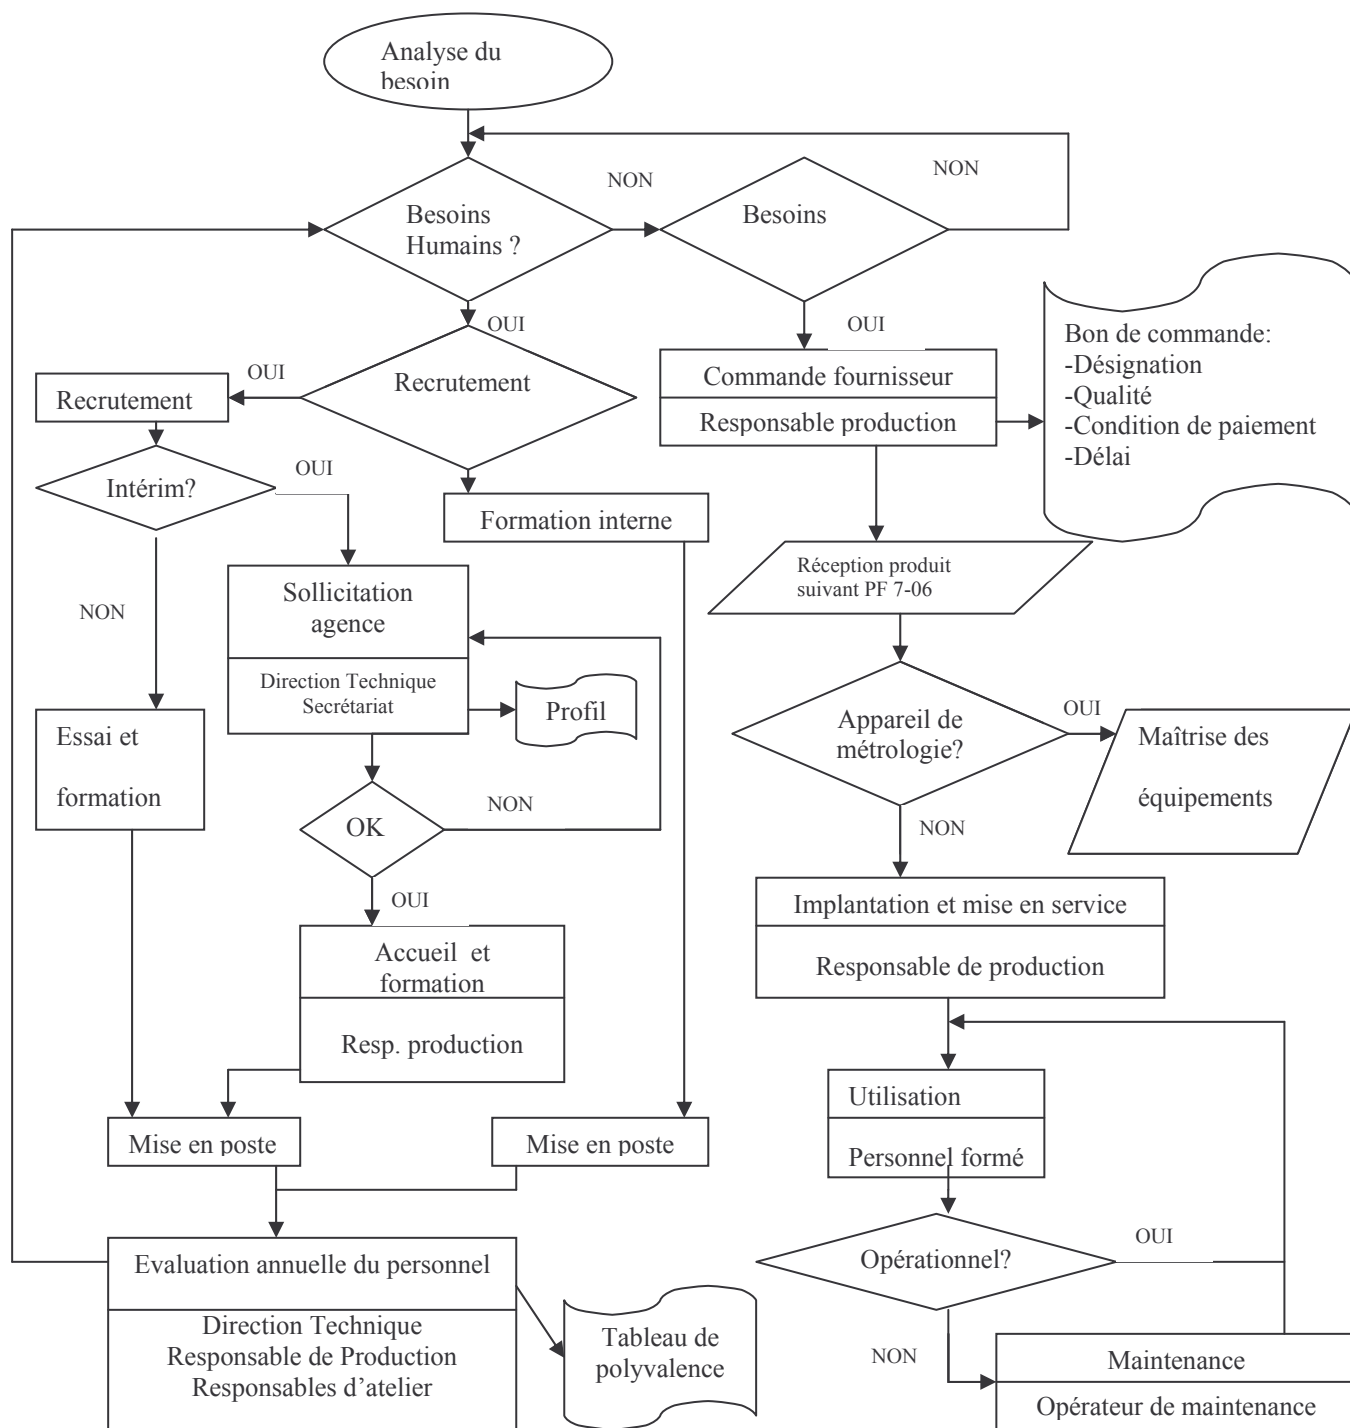 Analyse du
besoin
NON
NON
Besoins
Humains ?
Besoins
OUI
OUI
Bon de commande:
-Désignation
-Qualité
-Condition de paiement
-Délai
OUI
Recrutement
Recrutement
Commande fournisseur
Responsable production
Intérim?
OUI
Formation interne
Réception produit
suivant PF 7-06
Sollicitation
agence
NON
Direction Technique
Secrétariat
Profil
Appareil de
métrologie?
OUI
Maîtrise des
équipements
Essai et
formation
OK
NON
NON
OUI
Implantation et mise en service
Responsable de production
Accueil et
formation
Resp. production
Utilisation
Personnel formé
Mise en poste
Mise en poste
Opérationnel?
OUI
Evaluation annuelle du personnel
Direction Technique
Responsable de Production
Responsables d’atelier
Tableau de
polyvalence
NON
Maintenance
Opérateur de maintenance